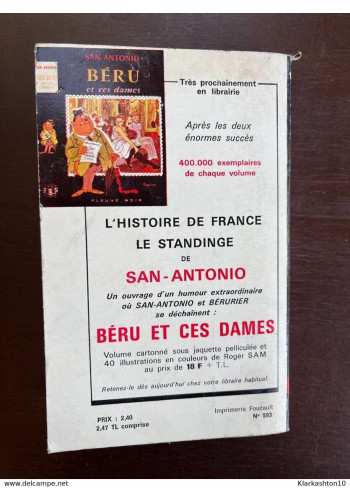 SAN-ANTONIO
BÉRU
et ces dames
BÉRU
FLEUVE NOIR
Très prochainement
en librairie
Après les deux
énormes succès
400.000 exemplaires
de chaque volume
L'HISTOIRE DE FRANCE
LE STANDINGE
DE
SAN-ANTONIO
Un ouvrage d'un humour extraordinaire
où SAN-ANTONIO et BÉRURIER
se déchaînent :
BÉRU ET CES DAMES
Volume cartonné sous jaquette pelliculée et
40 illustrations en couleurs de Roger SAM
au prix de 18 F + T.L.
Retenez-le dès aujourd'hui chez votre libraire habituel.
PRIX : 2,40
2,47 TL comprise
Imprimerie Foucault
N° 593
delcampe.net
Klarkashton10